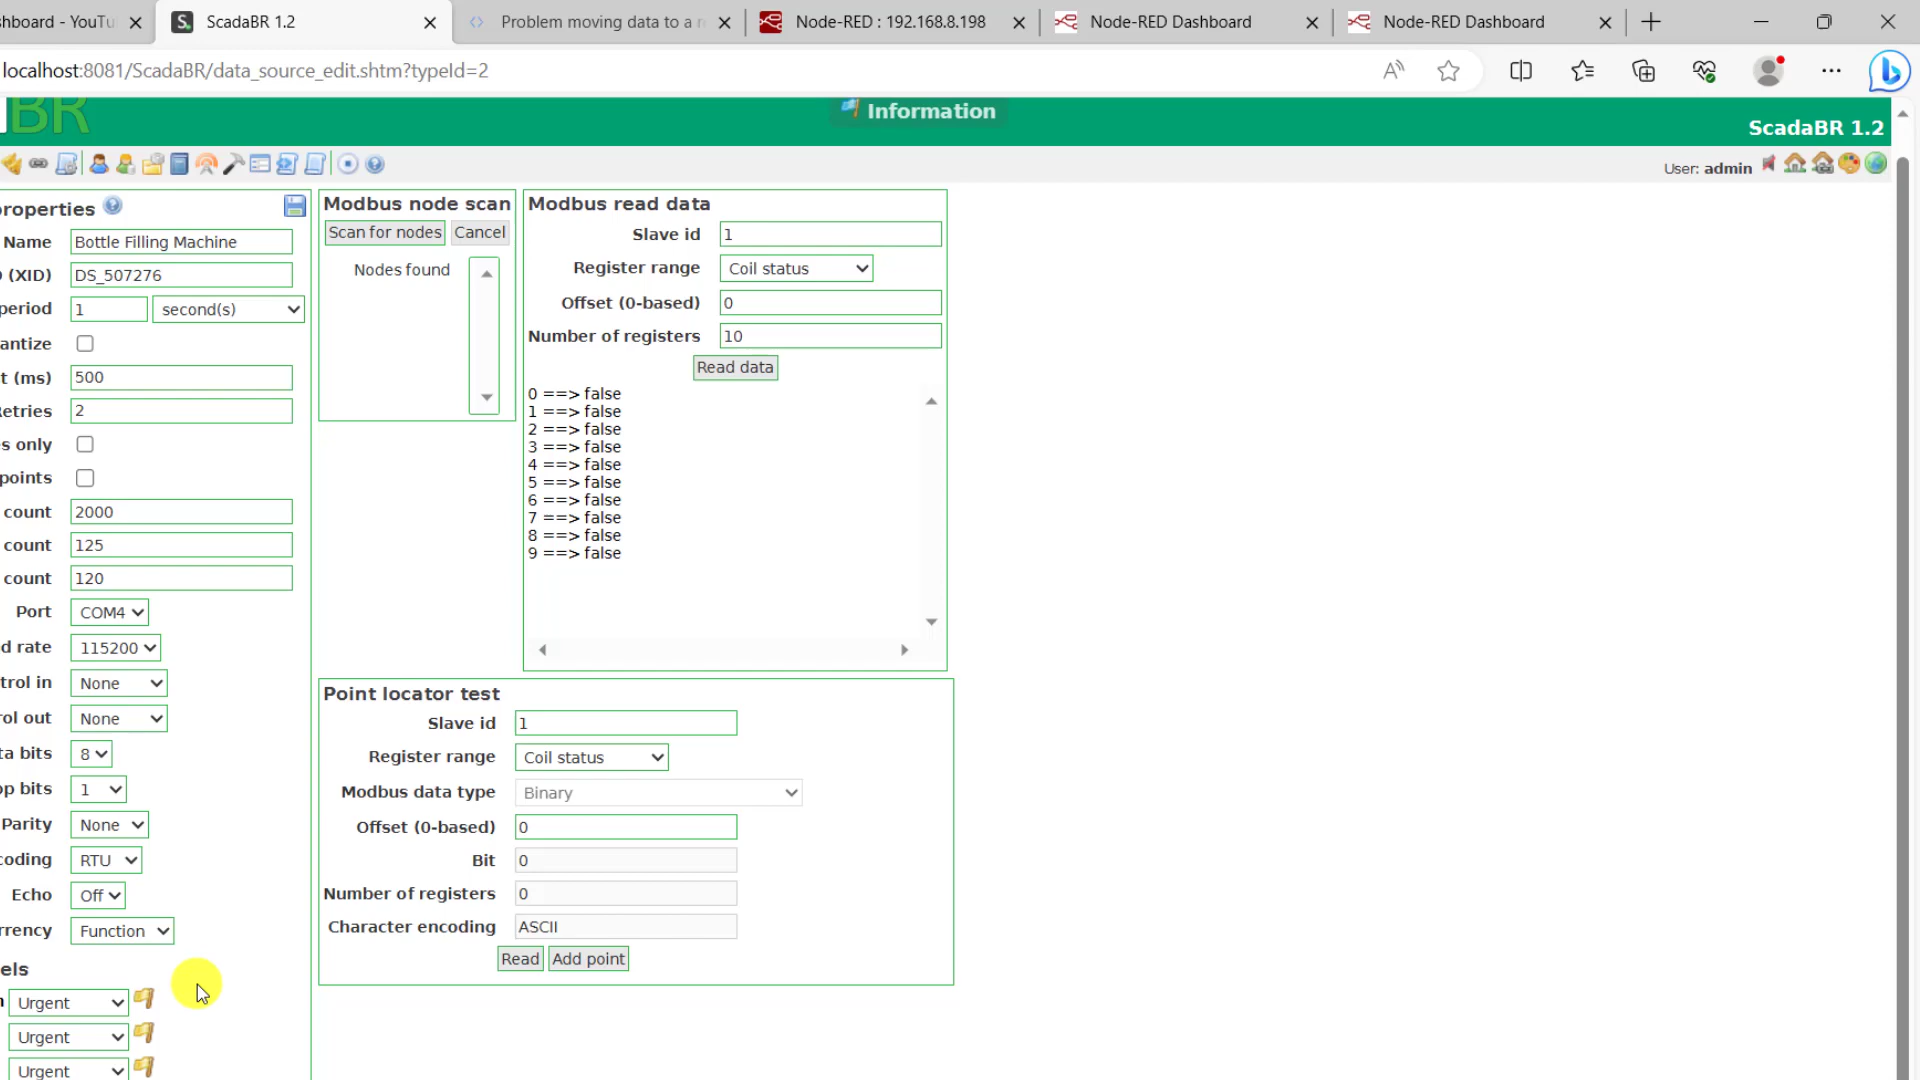 hboard - YouTu
ScadaBR 1.2
Problem moving data to a n
Node-RED : 192.168.8.198
Node-RED Dashboard
Node-RED Dashboard
localhost:8081/ScadaBR/data_source_edit.shtm?typeId=2
BR
Information
ScadaBR 1.2
User: admin
properties
Name Bottle Filling Machine
(XID) DS_507276
period 1 second(s)
antize
t (ms) 500
Retries 2
s only
points
count 2000
count 125
count 120
Port COM4
d rate 115200
trol in None
ol out None
ta bits 8
op bits 1
Parity None
coding RTU
Echo Off
rrency Function
els
Urgent
Urgent
Urgent
Modbus node scan
Scan for nodes Cancel
Nodes found
Modbus read data
Slave id 1
Register range Coil status
Offset (0-based) 0
Number of registers 10
Read data
0 ==> false
1 ==> false
2 ==> false
3 ==> false
4 ==> false
5 ==> false
6 ==> false
7 ==> false
8 ==> false
9 ==> false
Point locator test
Slave id 1
Register range Coil status
Modbus data type Binary
Offset (0-based) 0
Bit 0
Number of registers 0
Character encoding ASCII
Read Add point